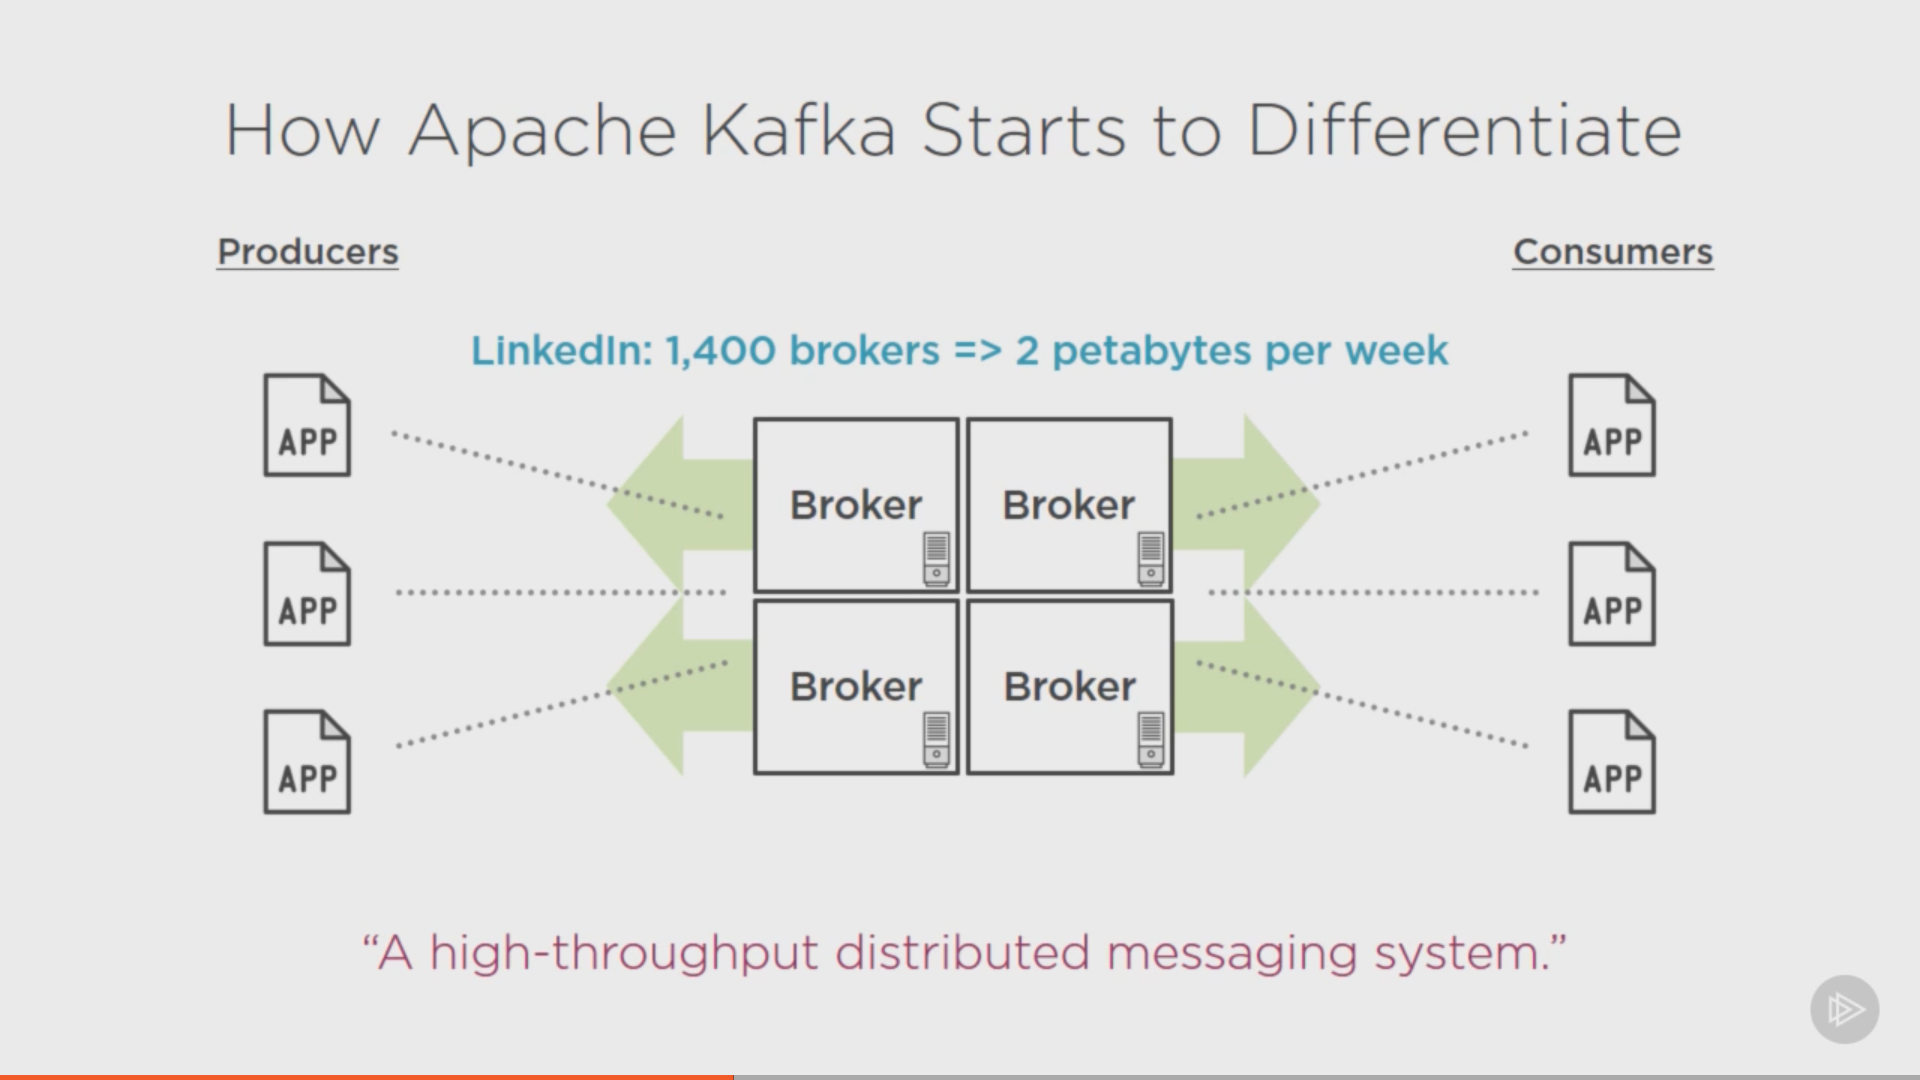 How Apache Kafka Starts to Differentiate
Producers
Consumers
LinkedIn: 1,400 brokers => 2 petabytes per week
APP
APP
Broker
Broker
APP
APP
Broker
Broker
APP
APP
“A high-throughput distributed messaging system.”